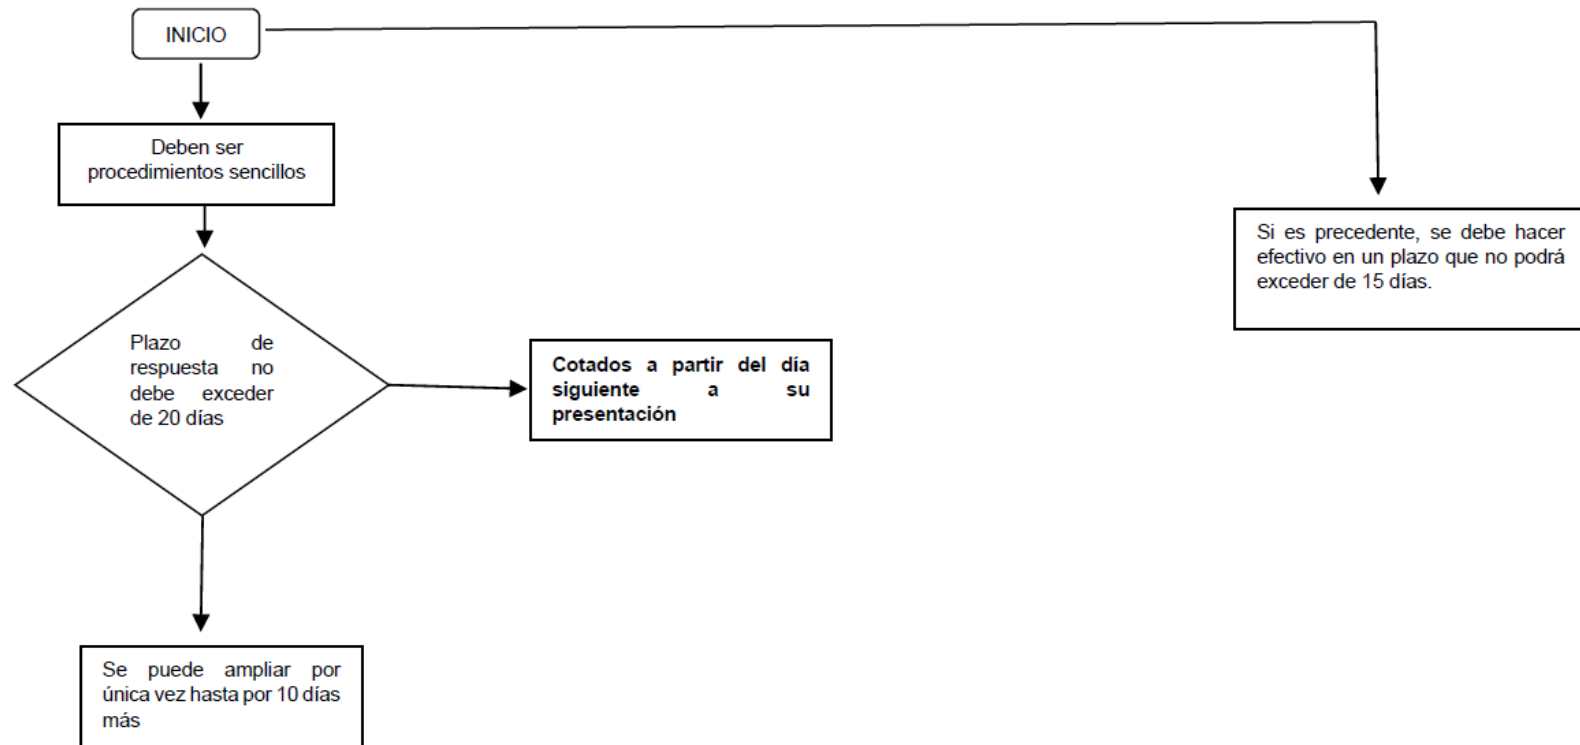 INICIO
Deben ser
procedimientos sencillos
Si es precedente, se debe hacer
efectivo en un plazo que no podrá
exceder de 15 días.
Plazo de
respuesta no
debe exceder
de 20 días
Cotados a partir del día
siguiente a su
presentación
Se puede ampliar por
única vez hasta por 10 días
más